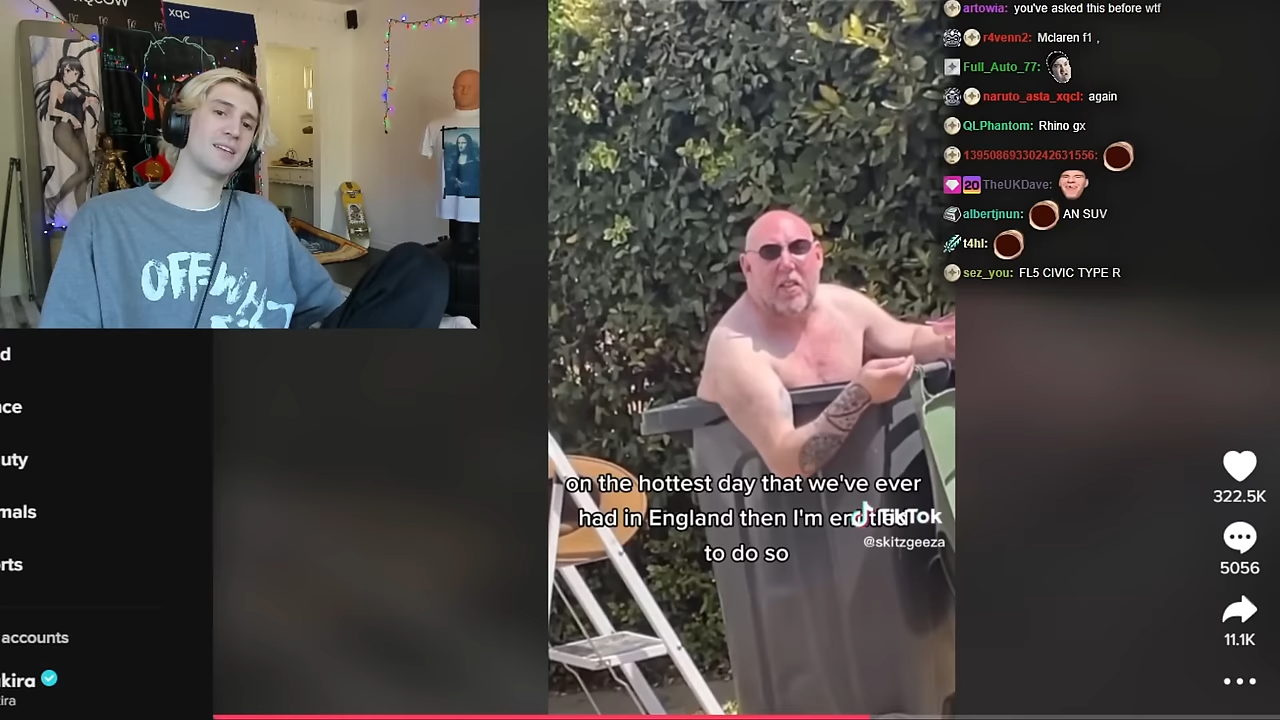 xqcOW
xqc
OFF-WHITE
d
ce
uty
mals
rts
accounts
kira
ira
on the hottest day that we've ever
had in England then I'm entitled
to do so
TikTok
@skitzgeeza
artowia: you've asked this before wtf
r4venn2: Mclaren f1 ,
Full_Auto_77:
naruto_asta_xqcl: again
QLPhantom: Rhino gx
13950869330242631556:
20 TheUKDave:
albertjnun: AN SUV
t4hl:
sez_you: FL5 CIVIC TYPE R
322.5K
5056
11.1K